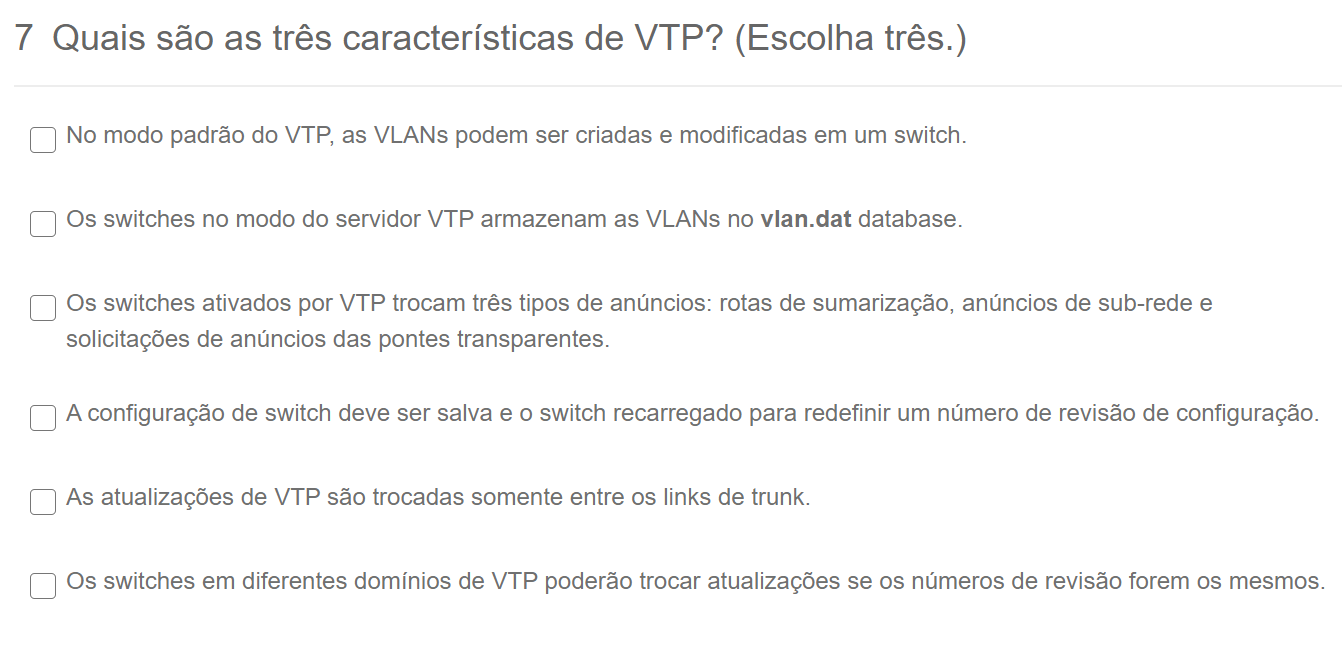 7 Quais são as três características de VTP? (Escolha três.)
No modo padrão do VTP, as VLANs podem ser criadas e modificadas em um switch.
Os switches no modo do servidor VTP armazenam as VLANs no vlan.dat database.
Os switches ativados por VTP trocam três tipos de anúncios: rotas de sumarização, anúncios de sub-rede e
solicitações de anúncios das pontes transparentes.
A configuração de switch deve ser salva e o switch recarregado para redefinir um número de revisão de configuração.
As atualizações de VTP são trocadas somente entre os links de trunk.
Os switches em diferentes domínios de VTP poderão trocar atualizações se os números de revisão forem os mesmos.